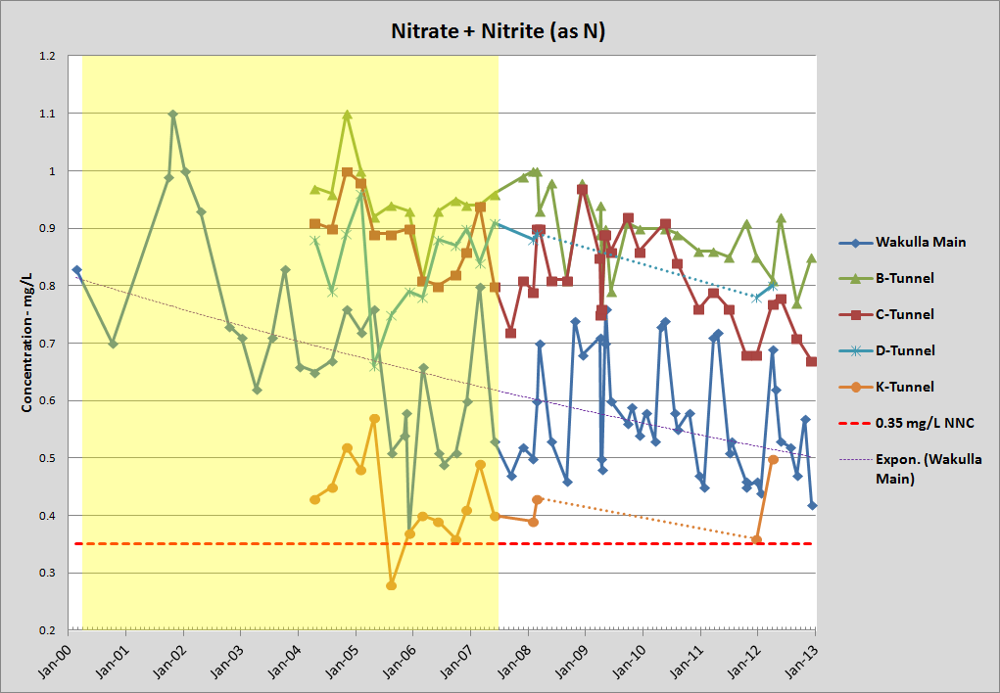 Nitrate + Nitrite (as N)
Concentration - mg/L
1.2
1.1
1
0.9
0.8
0.7
0.6
0.5
0.4
0.3
0.2
Jan-00
Jan-01
Jan-02
Jan-03
Jan-04
Jan-05
Jan-06
Jan-07
Jan-08
Jan-09
Jan-10
Jan-11
Jan-12
Jan-13
Wakulla Main
B-Tunnel
C-Tunnel
D-Tunnel
K-Tunnel
0.35 mg/L NNC
Expon. (Wakulla
Main)